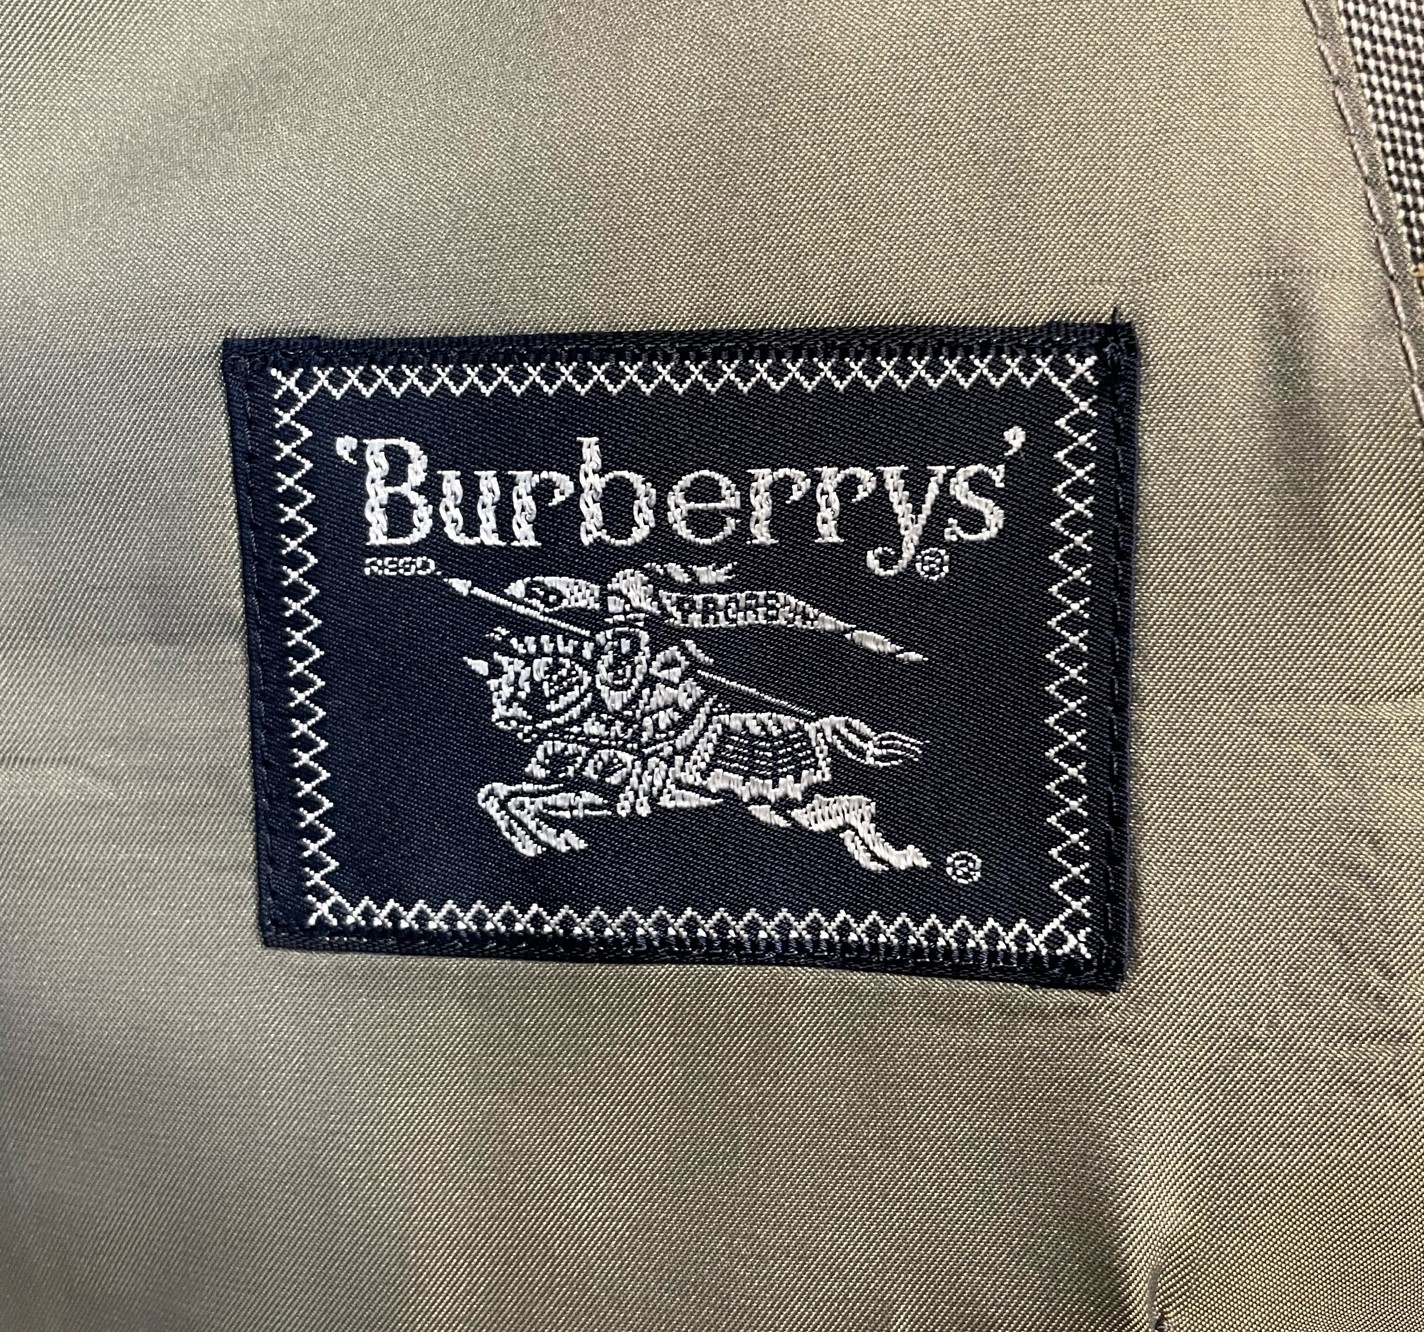 'Burberrys'
REGD. ®
PRORSUM
®